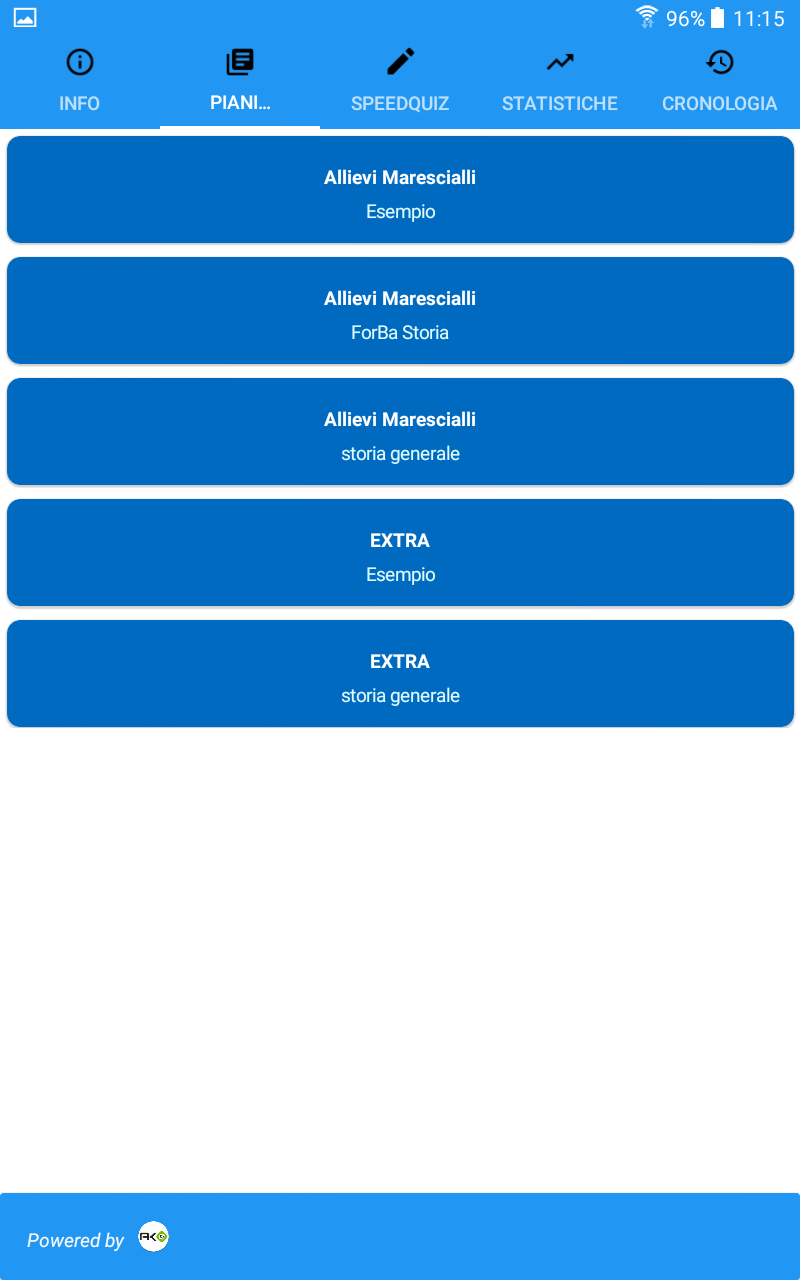 96% 11:15
INFO PIANI... SPEEDQUIZ STATISTICHE CRONOLOGIA
Allievi Marescialli
Esempio
Allievi Marescialli
ForBa Storia
Allievi Marescialli
storia generale
EXTRA
Esempio
EXTRA
storia generale
Powered by